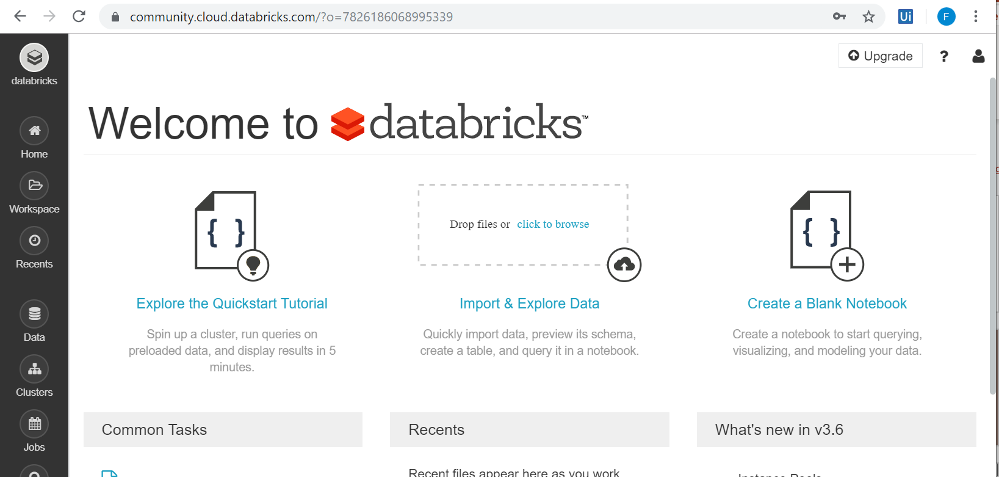 community.cloud.databricks.com/?o=7826186068995339
Ui
F
databricks
Home
Workspace
Recents
Data
Clusters
Jobs
Upgrade
?
Welcome to databricks™
{ }
Drop files or click to browse
{ }
Explore the Quickstart Tutorial
Spin up a cluster, run queries on
preloaded data, and display results in 5
minutes.
Import & Explore Data
Quickly import data, preview its schema,
create a table, and query it in a notebook.
Create a Blank Notebook
Create a notebook to start querying,
visualizing, and modeling your data.
Common Tasks
Recents
Recent files appear here as you work
What's new in v3.6
Instance Pools